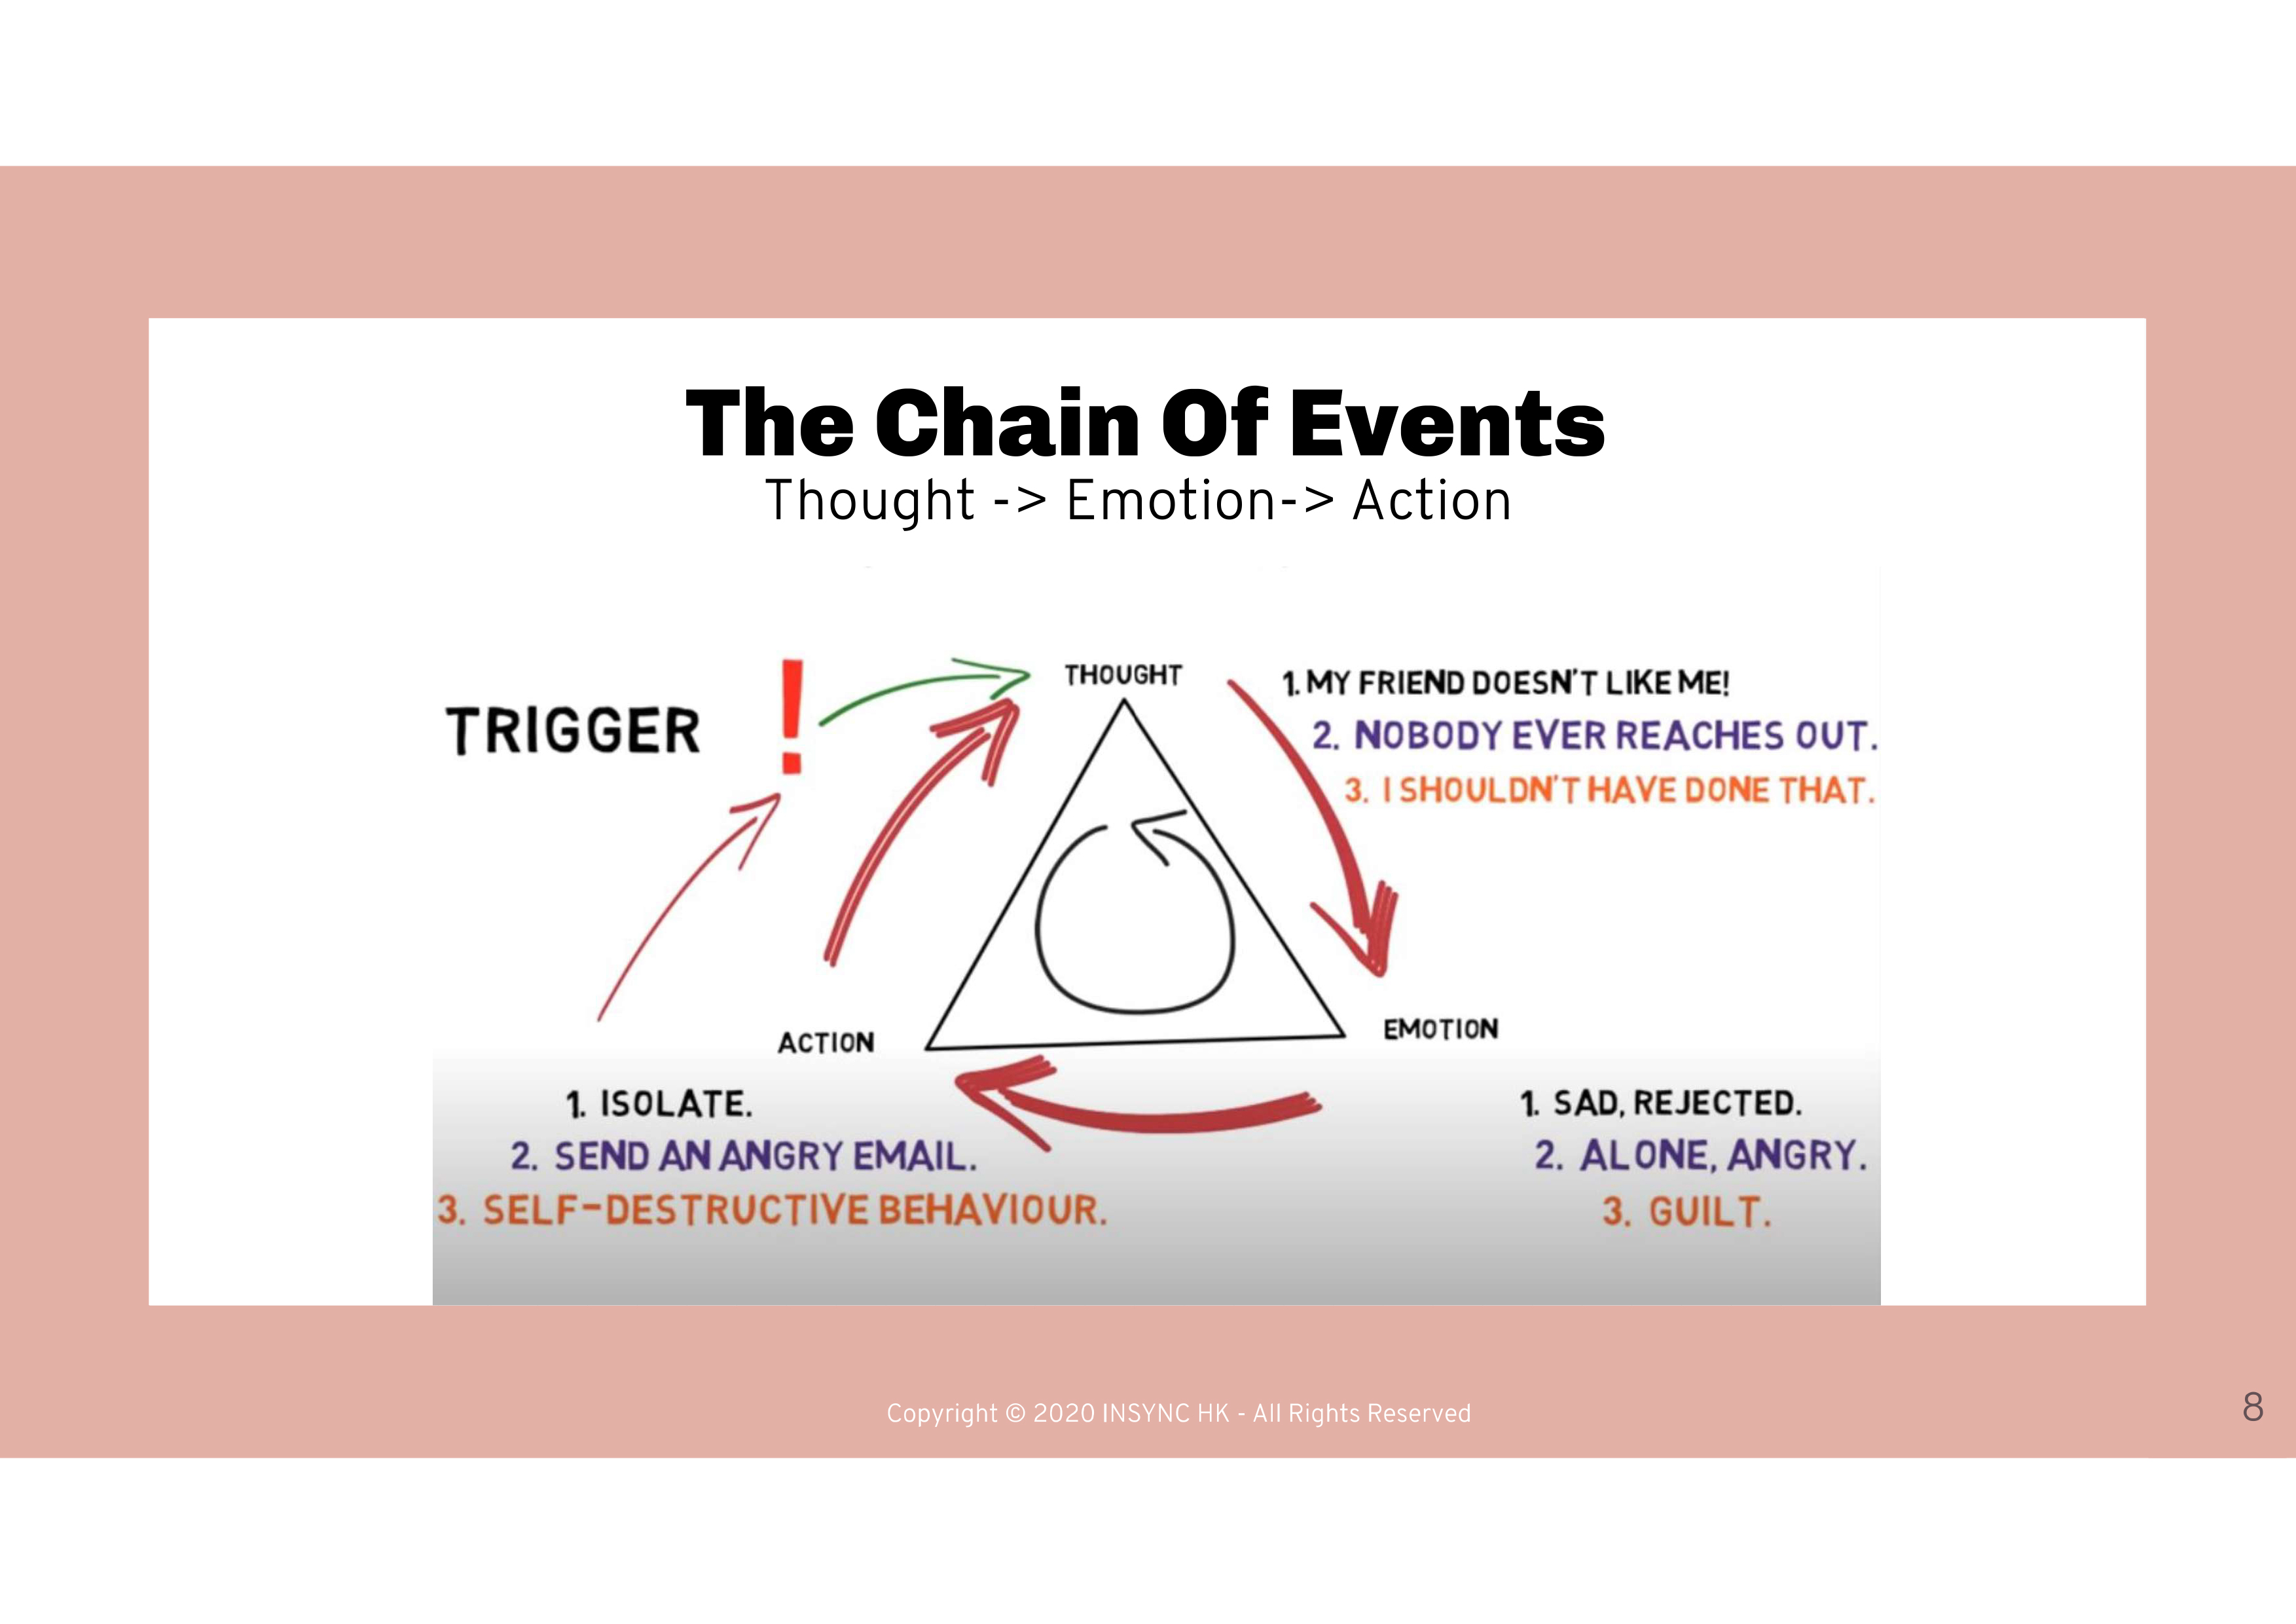 The Chain Of Events
Thought -> Emotion-> Action
TRIGGER !
THOUGHT
1. MY FRIEND DOESN'T LIKE ME!
2. NOBODY EVER REACHES OUT.
3. I SHOULDN'T HAVE DONE THAT.
ACTION
1. ISOLATE.
2. SEND AN ANGRY EMAIL.
3. SELF-DESTRUCTIVE BEHAVIOUR.
EMOTION
1. SAD, REJECTED.
2. ALONE, ANGRY.
3. GUILT.
Copyright © 2020 INSYNC HK - All Rights Reserved
8